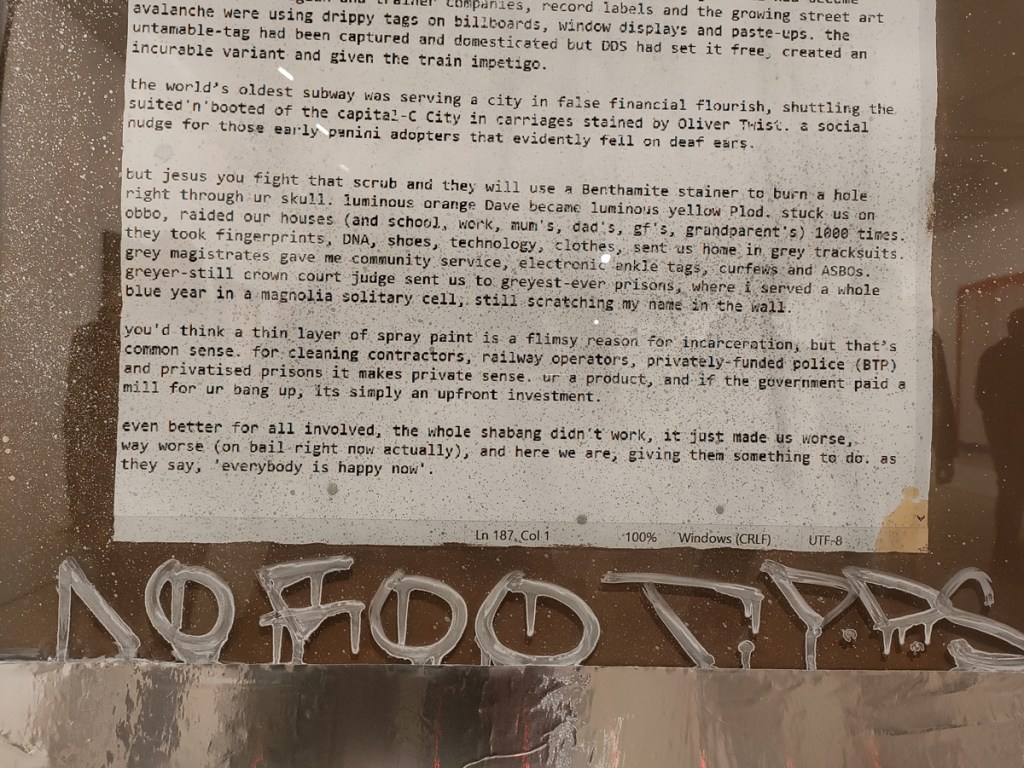 trainer companies, record labels and the growing street art
avalanche were using drippy tags on billboards, window displays and paste-ups. the
untamable-tag had been captured and domesticated but DDS had set it free, created an
incurable variant and given the train impetigo.
the world's oldest subway was serving a city in false financial flourish, shuttling the
suited'n'booted of the capital-C City in carriages stained by Oliver Twist. a social
nudge for those early panini adopters that evidently fell on deaf ears.
but jesus you fight that scrub and they will use a Benthamite stainer to burn a hole
right through ur skull. luminous orange Dave became luminous yellow Plod. stuck us on
obbo, raided our houses (and school, work, mum's, dad's, gf's, grandparent's) 1000 times.
they took fingerprints, DNA, shoes, technology, clothes, sent us home in grey tracksuits.
grey magistrates gave me community service, electronic ankle tags, curfews and ASBOs.
greyer-still crown court judge sent us to greyest-ever prisons, where i served a whole
blue year in a magnolia solitary cell, still scratching my name in the wall.
you'd think a thin layer of spray paint is a flimsy reason for incarceration, but that's
common sense. for cleaning contractors, railway operators, privately-funded police (BTP)
and privatised prisons it makes private sense. ur a product, and if the government paid a
mill for ur bang up, its simply an upfront investment.
even better for all involved, the whole shabang didn't work, it just made us worse,
way worse (on bail right now actually), and here we are, giving them something to do. as
they say, 'everybody is happy now'.
Ln 187, Col 1 100% Windows (CRLF) UTF-8